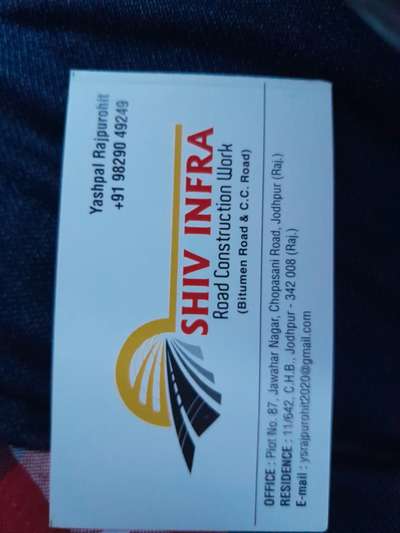 Yashpal Rajpurohit
+91 98290 49249
SHIV INFRA
Road Construction Work
(Bitumen Road & C.C. Road)
OFFICE : Plot No. 87, Jawahar Nagar, Chopasani Road, Jodhpur (Raj.)
RESIDENCE : 11/642, C.H.B., Jodhpur - 342 008 (Raj.)
E-mail : ysrajpurohit2020@gmail.com